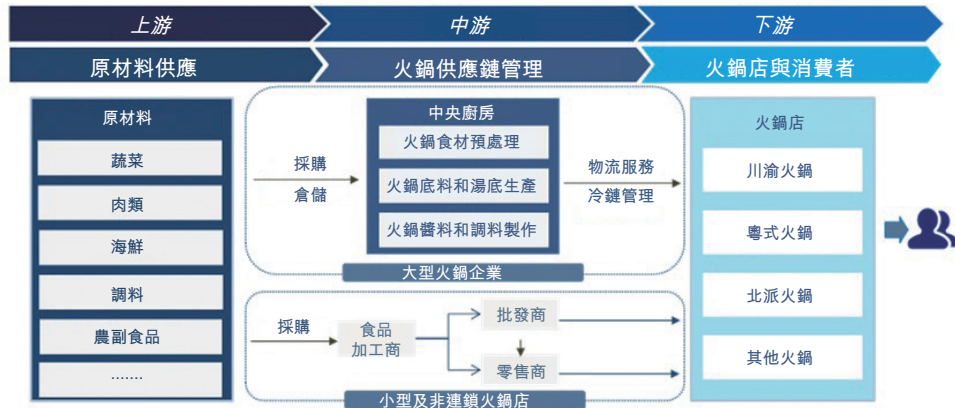 上游
中游
下游
原材料供應
火鍋供應鏈管理
火鍋店與消費者
原材料
蔬菜
肉類
海鮮
調料
農副食品
.......
採購
倉儲
中央廚房
火鍋食材預處理
火鍋底料和湯底生產
火鍋醬料和調料製作
物流服務
冷鏈管理
大型火鍋企業
採購
食品
加工商
批發商
零售商
小型及非連鎖火鍋店
火鍋店
川渝火鍋
粵式火鍋
北派火鍋
其他火鍋